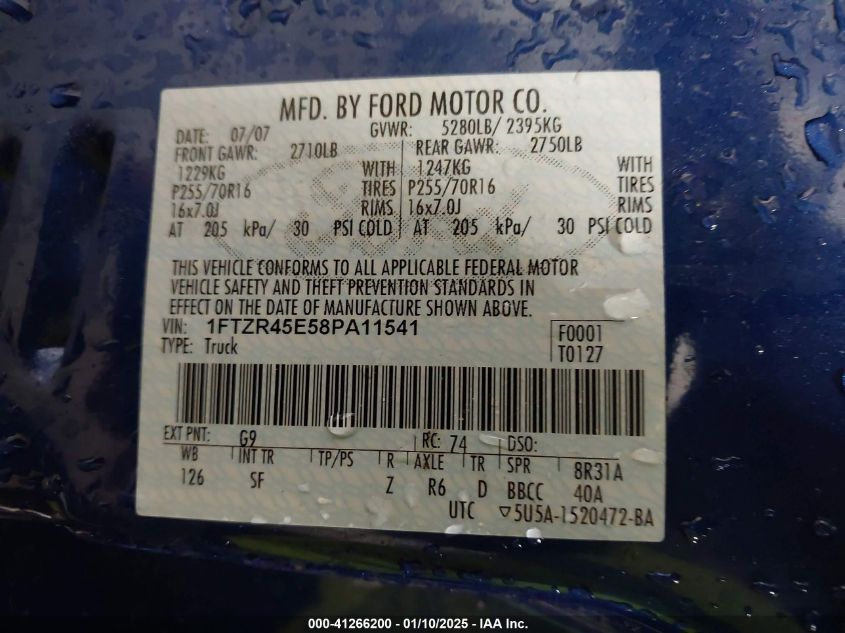 MFD. BY FORD MOTOR CO.
DATE: 07/07 GVWR: 5280LB/ 2395KG
FRONT GAWR: 2710LB REAR GAWR: 2750LB
1229KG WITH 1247KG WITH
P255/70R16 TIRES P255/70R16 TIRES
16x7.0J RIMS 16x7.0J RIMS
AT 205 kPa/ 30 PSI COLD AT 205 kPa/ 30 PSI COLD
THIS VEHICLE CONFORMS TO ALL APPLICABLE FEDERAL MOTOR
VEHICLE SAFETY AND THEFT PREVENTION STANDARDS IN
EFFECT ON THE DATE OF MANUFACTURE SHOWN ABOVE.
VIN: 1FTZR45E58PA11541 F0001
TYPE: Truck T0127
EXT PNT: G9 RC: 74 DSO:
WB INT TR TP/PS R AXLE TR SPR 8R31A
126 SF Z R6 D BBCC 40A
UTC ▽5U5A-1520472-BA
000-41266200 - 01/10/2025 - IAA Inc.